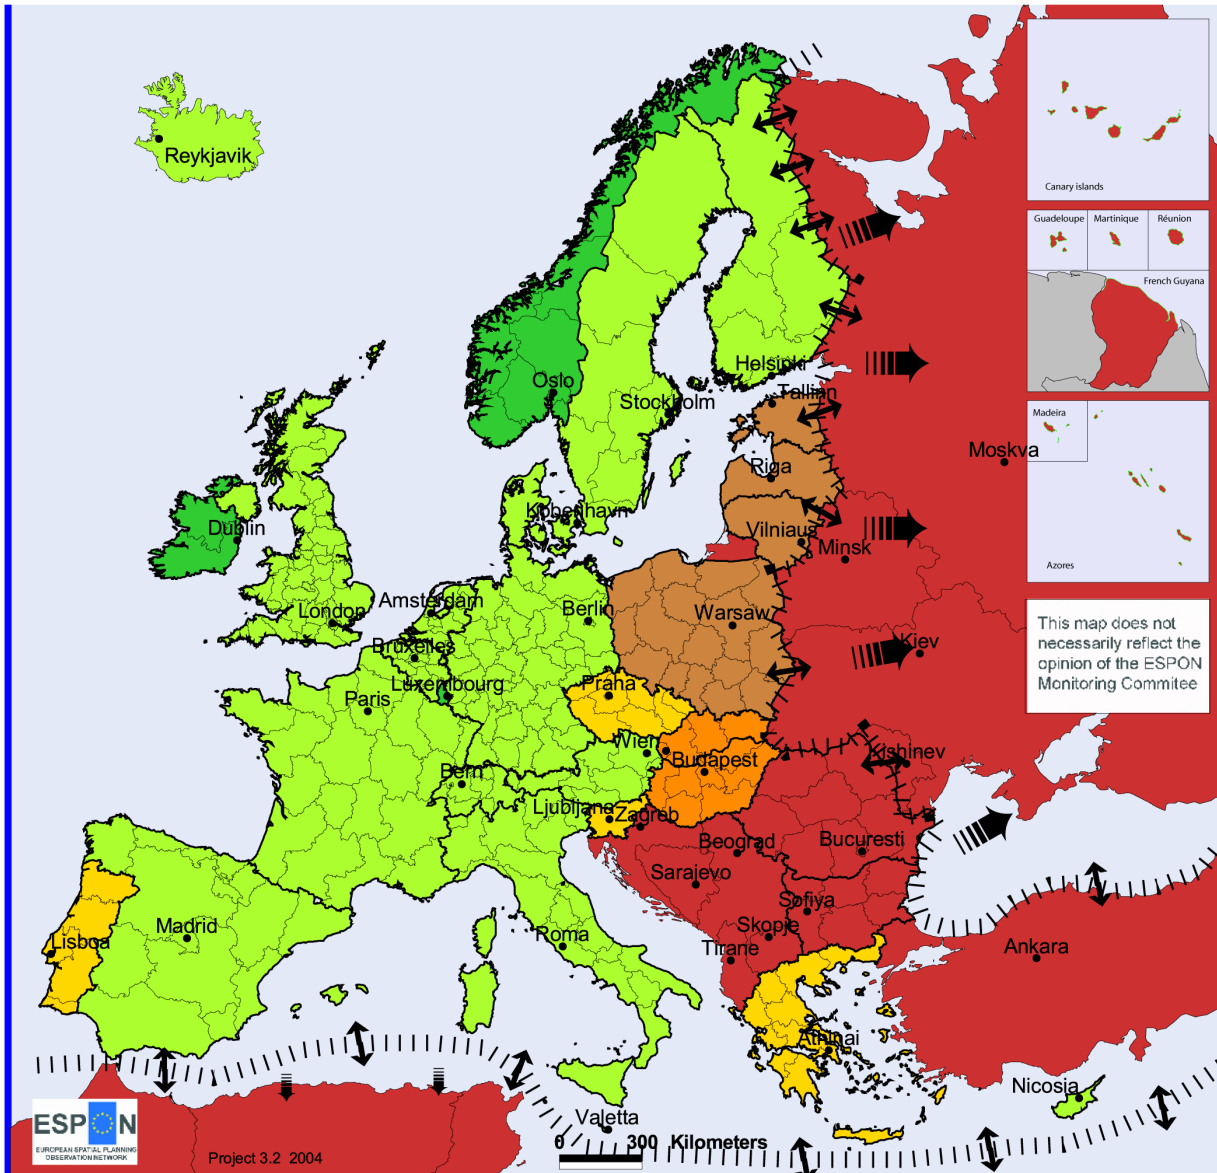 Reykjavik
Canary islands
Guadeloupe
Martinique
Réunion
French Guyana
Helsinki
Oslo
Tallinn
Stockholm
Madeira
Moskva
Riga
København
Dublin
Vilniaus
Minsk
Azores
Amsterdam
London
Berlin
Warsaw
This map does not
necessarily reflect the
opinion of the ESPON
Monitoring Commitee
Bruxelles
Kiev
Luxembourg
Praha
Paris
Wien
Kishinev
Budapest
Bern
Ljubljana
Zagreb
Beograd
Bucuresti
Sarajevo
Sofiya
Madrid
Skopje
Lisboa
Roma
Tirane
Ankara
Athinai
Nicosia
Valetta
ESPON
EUROPEAN SPATIAL PLANNING
OBSERVATION NETWORK
Project 3.2 2004
0 300 Kilometers